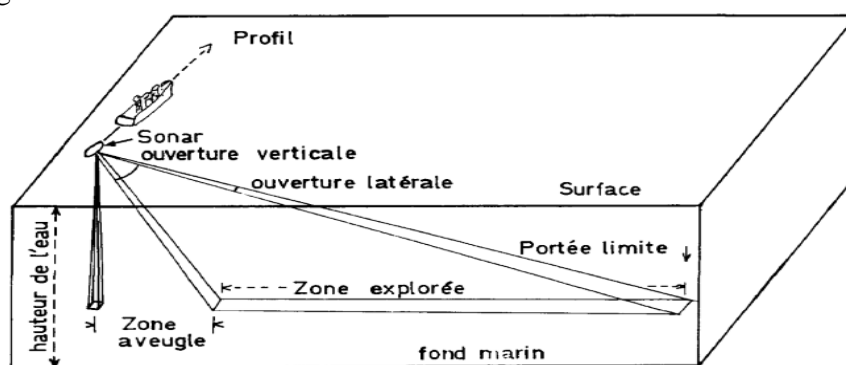 Profil
Sonar
ouverture verticale
ouverture latérale
Surface
Portée limite
hauteur de l'eau
Zone explorée
Zone
aveugle
fond marin